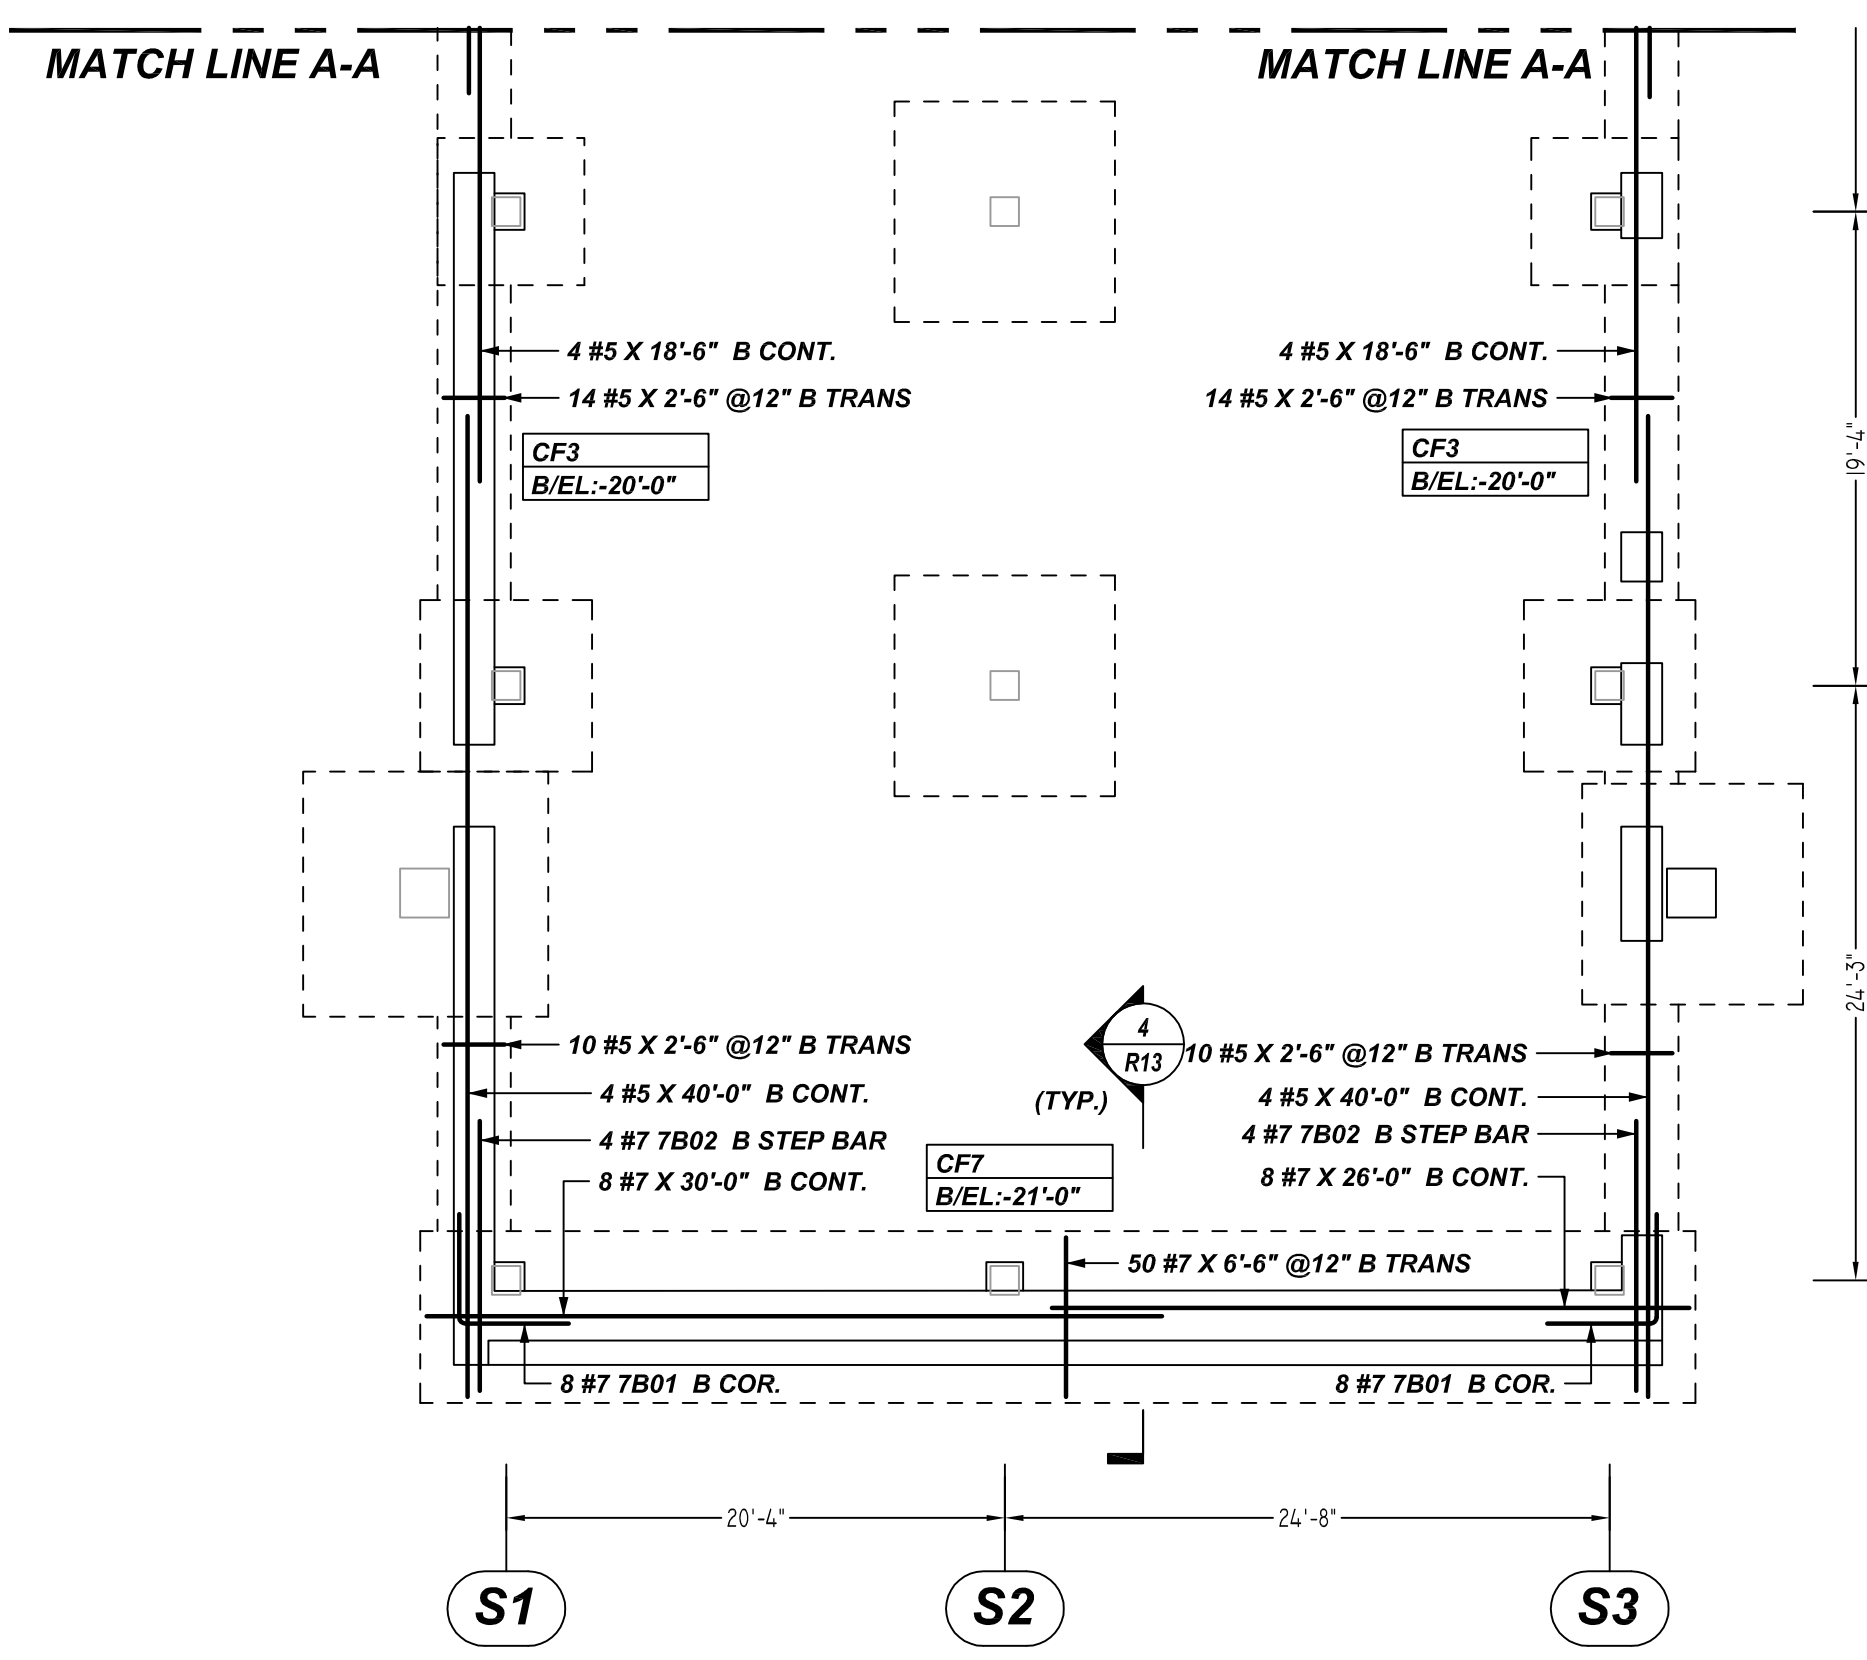 MATCH LINE A-A
MATCH LINE A-A
4 #5 X 18'-6" B CONT.
4 #5 X 18'-6" B CONT.
14 #5 X 2'-6" @12" B TRANS
14 #5 X 2'-6" @12" B TRANS
CF3
B/EL:-20'-0"
CF3
B/EL:-20'-0"
19'-4"
24'-3"
10 #5 X 2'-6" @12" B TRANS
4
R13
(TYP.)
10 #5 X 2'-6" @12" B TRANS
4 #5 X 40'-0" B CONT.
4 #5 X 40'-0" B CONT.
4 #7 7B02 B STEP BAR
4 #7 7B02 B STEP BAR
8 #7 X 30'-0" B CONT.
CF7
B/EL:-21'-0"
8 #7 X 26'-0" B CONT.
50 #7 X 6'-6" @12" B TRANS
8 #7 7B01 B COR.
8 #7 7B01 B COR.
20'-4"
24'-8"
S1
S2
S3